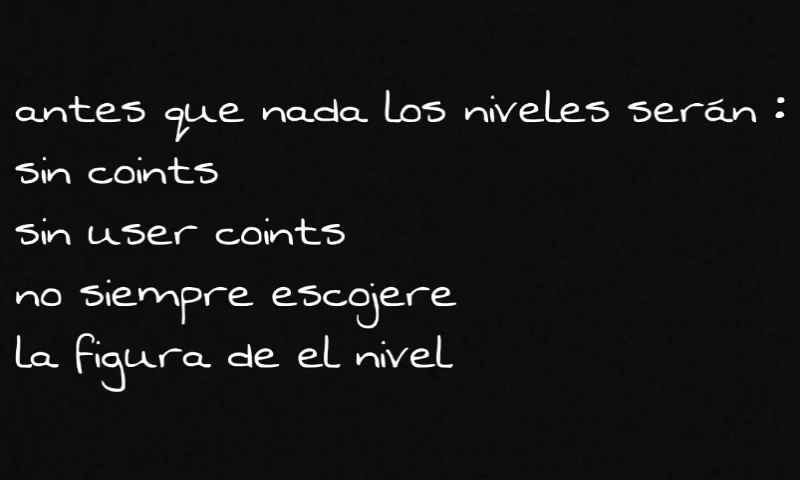 antes que nada los niveles serán :
sin coints
sin user coints
no siempre escojere
la figura de el nivel